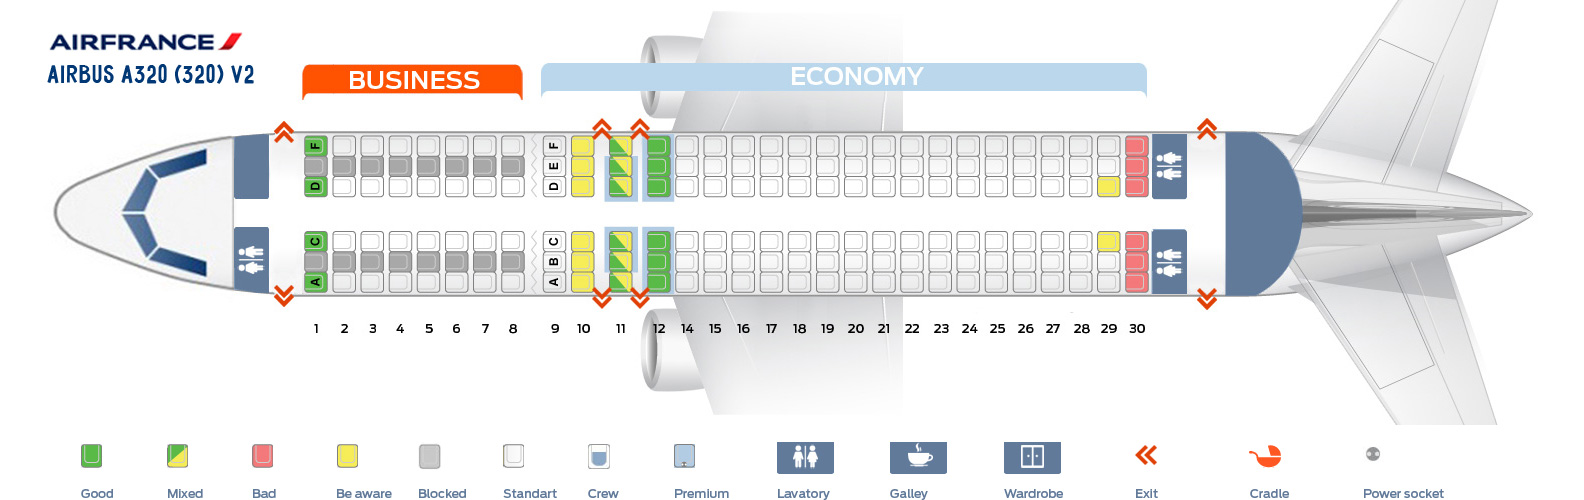 AIRFRANCE
AIRBUS A320 (320) V2
BUSINESS
ECONOMY
F F
E
D D
C C
B
A A
1 2 3 4 5 6 7 8 9 10 11 12 14 15 16 17 18 19 20 21 22 23 24 25 26 27 28 29 30
Good Mixed Bad Be aware Blocked Standart Crew Premium Lavatory Galley Wardrobe Exit Cradle Power socket